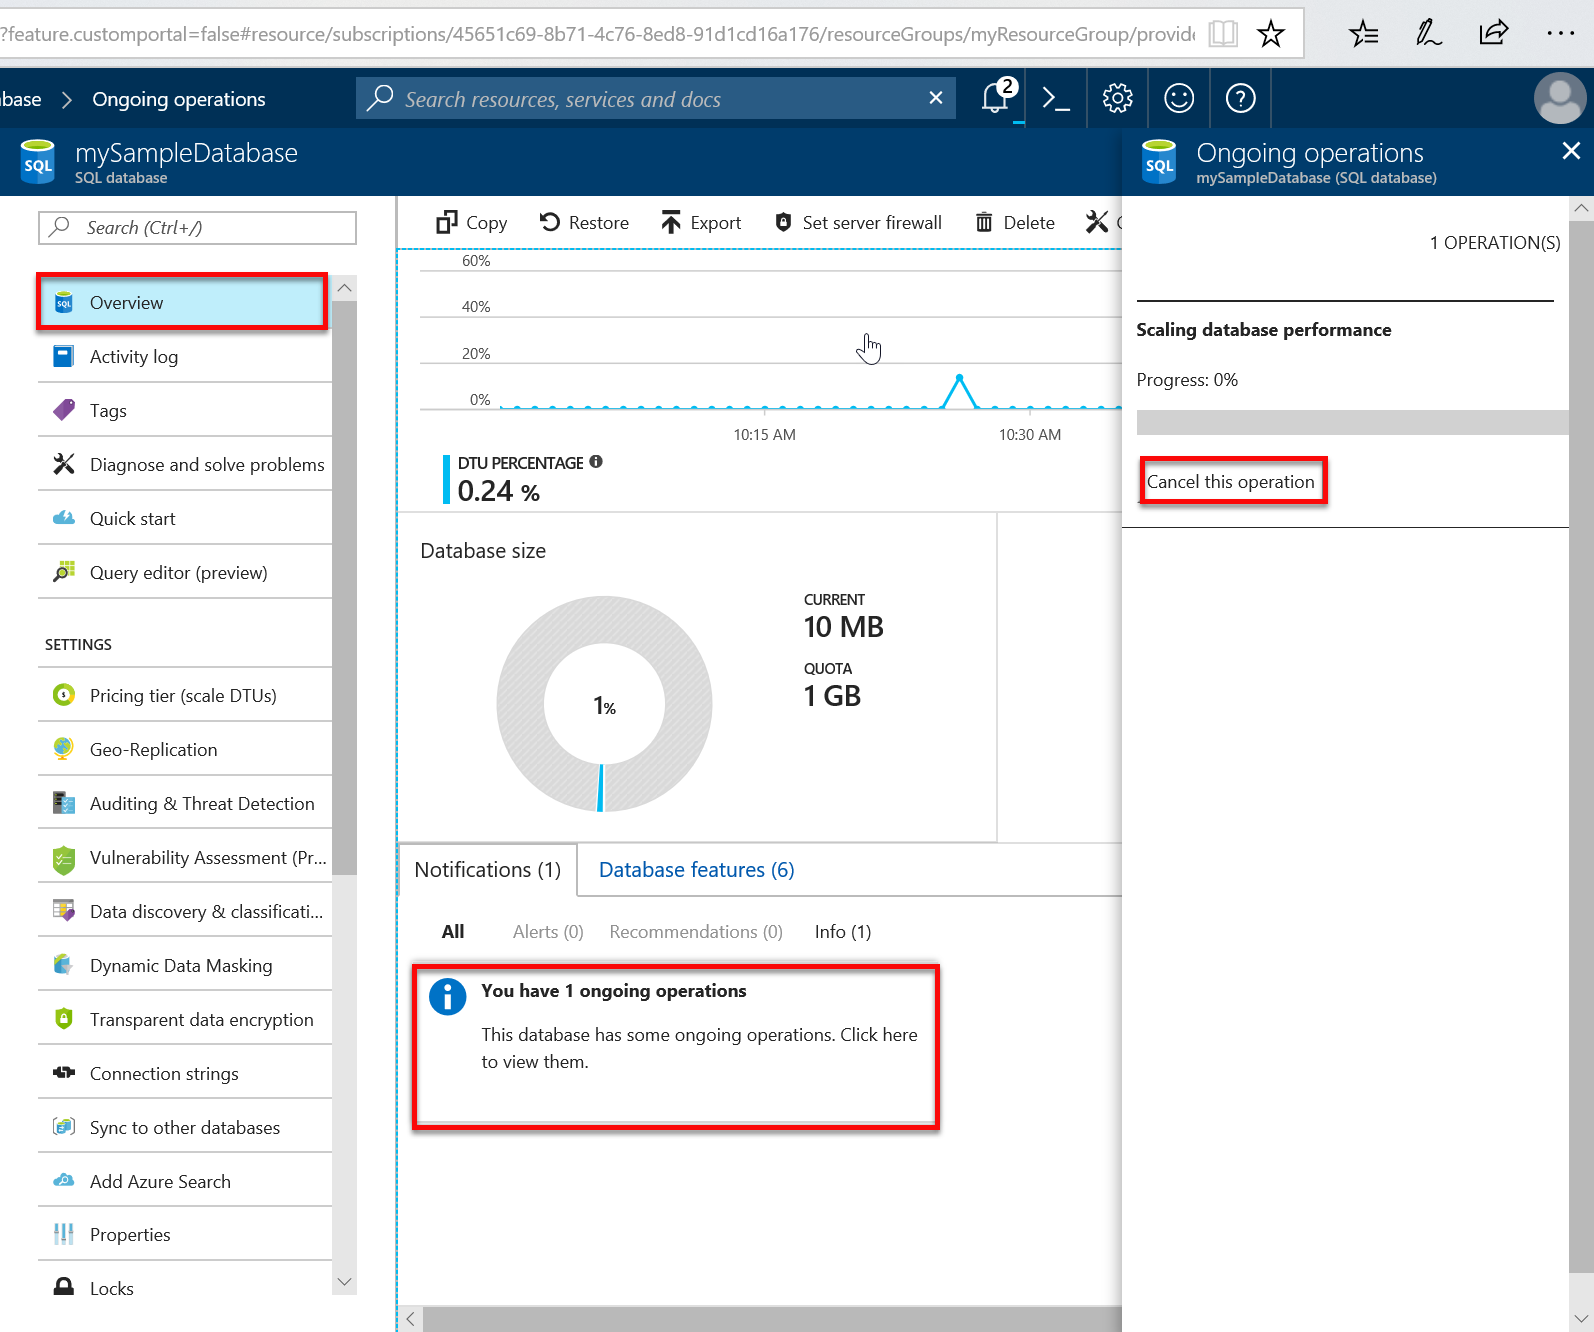 ?feature.customportal=false#resource/subscriptions/45651c69-8b71-4c76-8ed8-91d1cd16a176/resourceGroups/myResourceGroup/provide
base > Ongoing operations
Search resources, services and docs
2
SQL
mySampleDatabase
SQL database
SQL
Ongoing operations
mySampleDatabase (SQL database)
Search (Ctrl+/)
SQL
Overview
Activity log
Tags
Diagnose and solve problems
Quick start
Query editor (preview)
SETTINGS
Pricing tier (scale DTUs)
Geo-Replication
Auditing & Threat Detection
Vulnerability Assessment (Pr...
Data discovery & classificati...
Dynamic Data Masking
Transparent data encryption
Connection strings
Sync to other databases
Add Azure Search
Properties
Locks
Copy Restore Export Set server firewall Delete
60%
40%
20%
0%
10:15 AM 10:30 AM
DTU PERCENTAGE
0.24 %
Database size
1%
CURRENT
10 MB
QUOTA
1 GB
Notifications (1) Database features (6)
All Alerts (0) Recommendations (0) Info (1)
You have 1 ongoing operations
This database has some ongoing operations. Click here
to view them.
1 OPERATION(S)
Scaling database performance
Progress: 0%
Cancel this operation